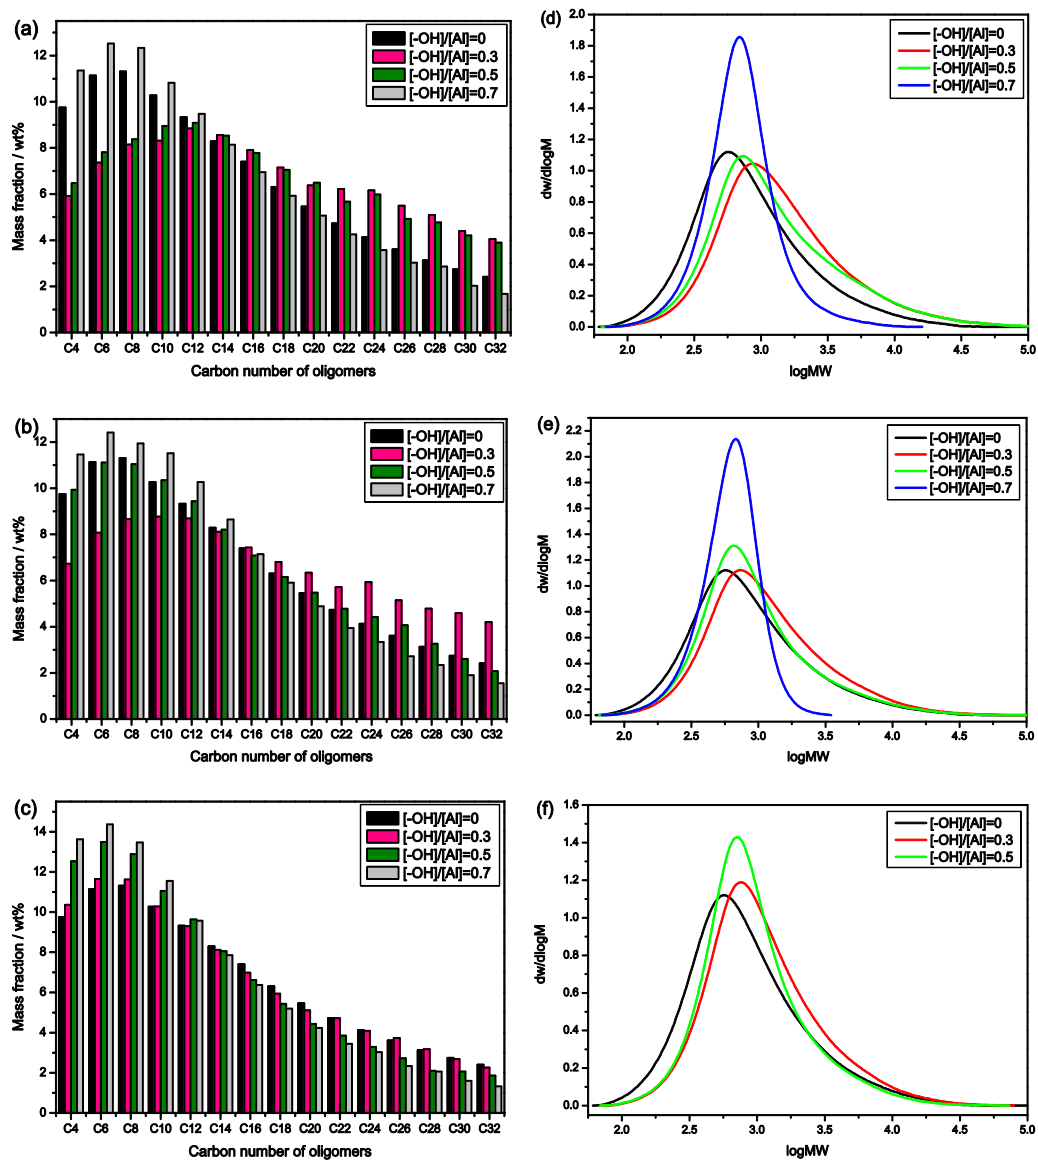 (a)
[-OH]/[Al]=0
[-OH]/[Al]=0.3
[-OH]/[Al]=0.5
[-OH]/[Al]=0.7
Mass fraction / wt%
12
10
8
6
4
2
0
C4 C6 C8 C10 C12 C14 C16 C18 C20 C22 C24 C26 C28 C30 C32
Carbon number of oligomers
(d)
[-OH]/[Al]=0
[-OH]/[Al]=0.3
[-OH]/[Al]=0.5
[-OH]/[Al]=0.7
dw/dlogM
2.0
1.8
1.6
1.4
1.2
1.0
0.8
0.6
0.4
0.2
0.0
2.0 2.5 3.0 3.5 4.0 4.5 5.0
logMW
(b)
[-OH]/[Al]=0
[-OH]/[Al]=0.3
[-OH]/[Al]=0.5
[-OH]/[Al]=0.7
Mass fraction / wt%
12
10
8
6
4
2
0
C4 C6 C8 C10 C12 C14 C16 C18 C20 C22 C24 C26 C28 C30 C32
Carbon number of oligomers
(e)
[-OH]/[Al]=0
[-OH]/[Al]=0.3
[-OH]/[Al]=0.5
[-OH]/[Al]=0.7
dw/dlogM
2.2
2.0
1.8
1.6
1.4
1.2
1.0
0.8
0.6
0.4
0.2
0.0
2.0 2.5 3.0 3.5 4.0 4.5 5.0
logMW
(c)
[-OH]/[Al]=0
[-OH]/[Al]=0.3
[-OH]/[Al]=0.5
[-OH]/[Al]=0.7
Mass fraction / wt%
14
12
10
8
6
4
2
0
C4 C6 C8 C10 C12 C14 C16 C18 C20 C22 C24 C26 C28 C30 C32
Carbon number of oligomers
(f)
[-OH]/[Al]=0
[-OH]/[Al]=0.3
[-OH]/[Al]=0.5
dw/dlogM
1.6
1.4
1.2
1.0
0.8
0.6
0.4
0.2
0.0
2.0 2.5 3.0 3.5 4.0 4.5 5.0
logMW